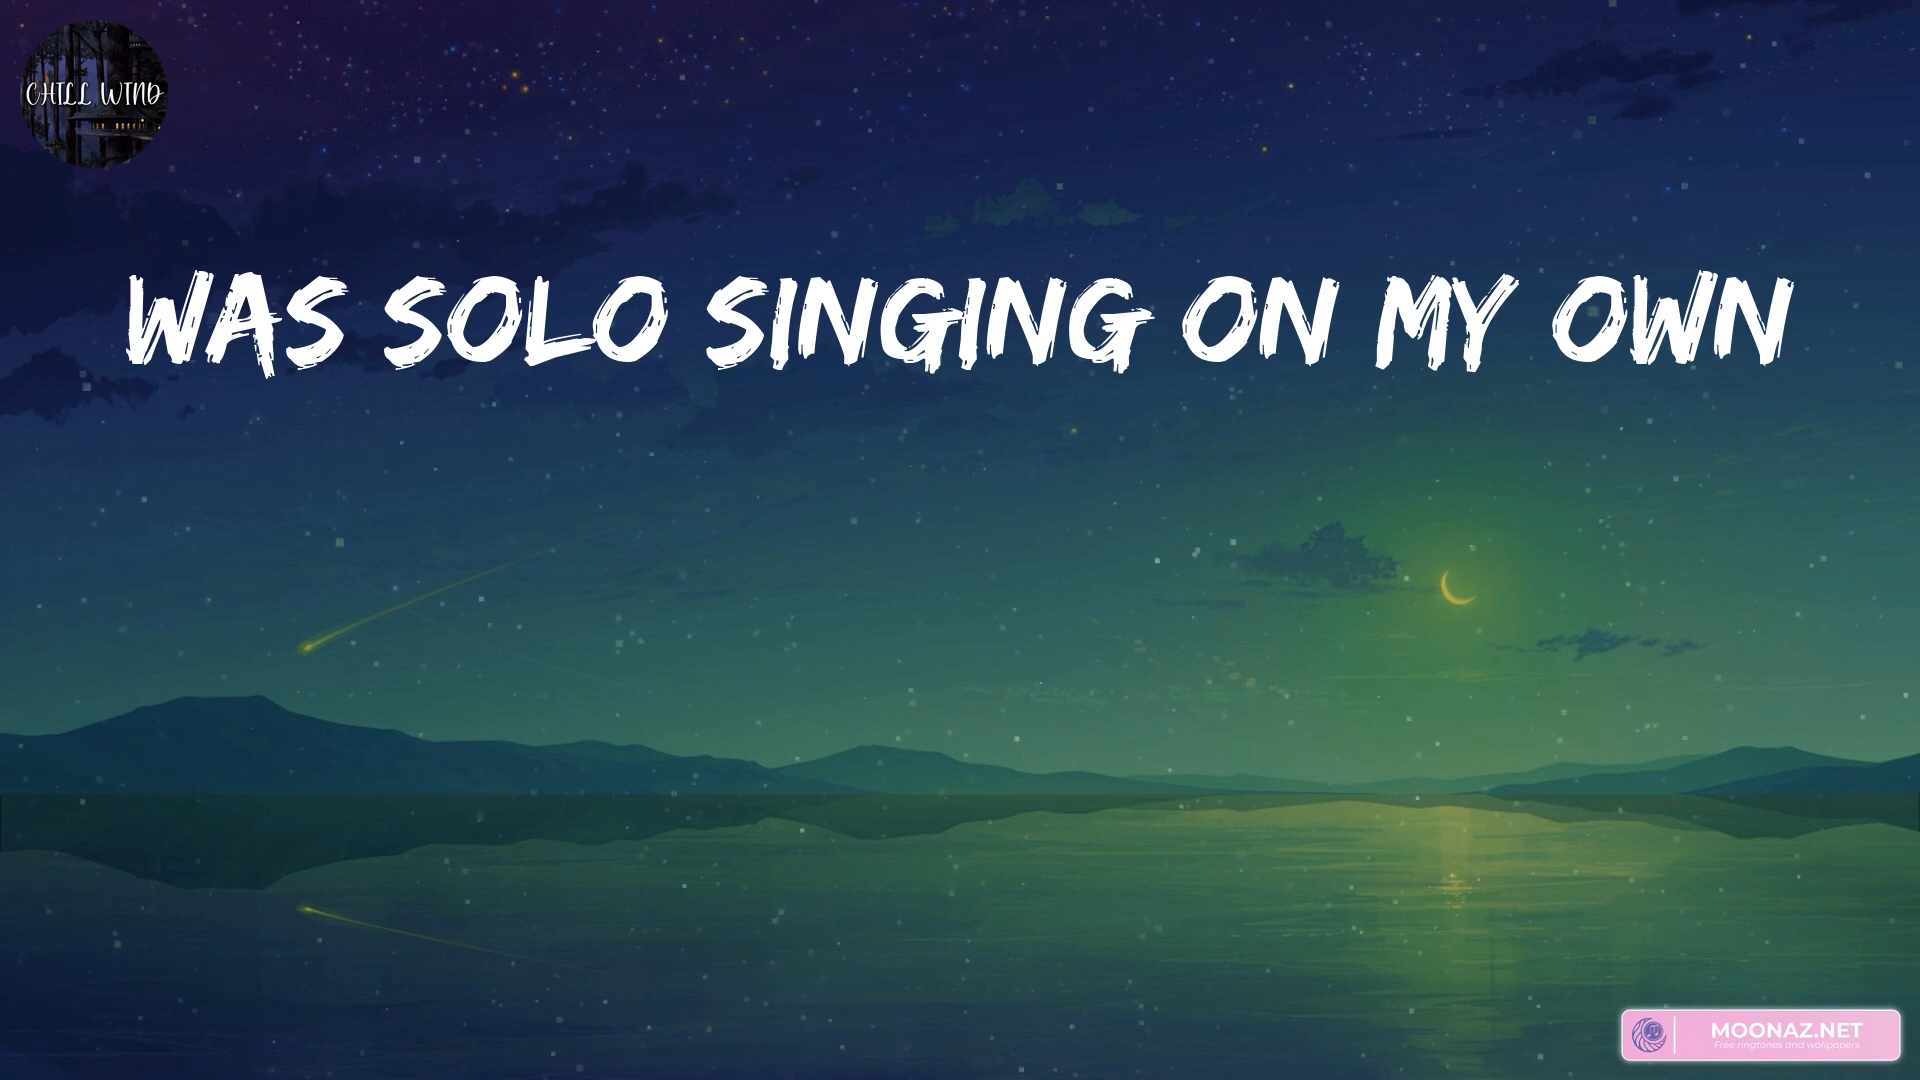 CHILL WIND
WAS SOLO SINGING ON MY OWN
MOONAZ.NET
Free ringtones and wallpapers